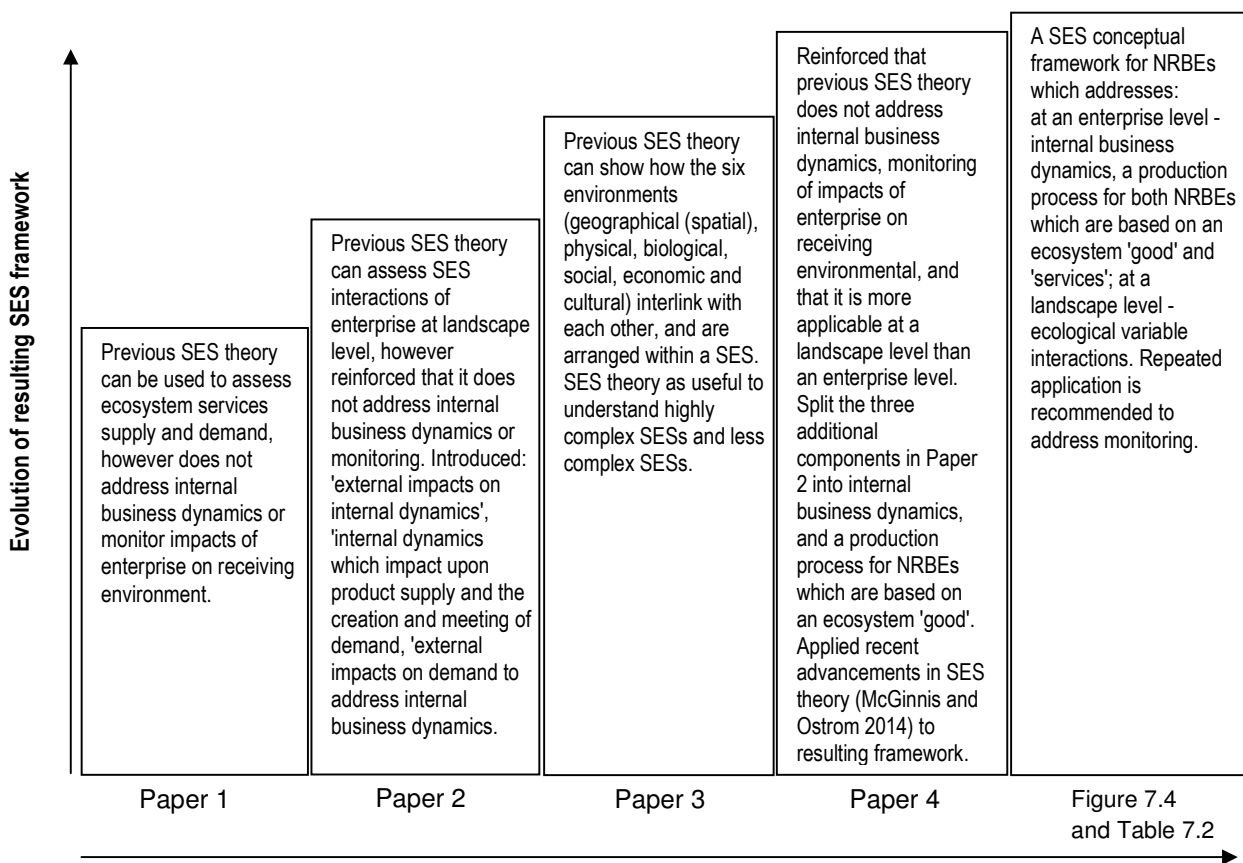 Evolution of resulting SES framework
Previous SES theory
can be used to assess
ecosystem services
supply and demand,
however does not
address internal
business dynamics or
monitor impacts of
enterprise on receiving
environment.
Previous SES theory
can assess SES
interactions of
enterprise at landscape
level, however
reinforced that it does
not address internal
business dynamics or
monitoring. Introduced:
'external impacts on
internal dynamics',
'internal dynamics
which impact upon
product supply and the
creation and meeting of
demand, 'external
impacts on demand to
address internal
business dynamics.
Previous SES theory
can show how the six
environments
(geographical (spatial),
physical, biological,
social, economic and
cultural) interlink with
each other, and are
arranged within a SES.
SES theory as useful to
understand highly
complex SESs and less
complex SESs.
Reinforced that
previous SES theory
does not address
internal business
dynamics, monitoring
of impacts of
enterprise on
receiving
environmental, and
that it is more
applicable at a
landscape level than
an enterprise level.
Split the three
additional
components in Paper
2 into internal
business dynamics,
and a production
process for NRBEs
which are based on
an ecosystem 'good'.
Applied recent
advancements in SES
theory (McGinnis and
Ostrom 2014) to
resulting framework.
A SES conceptual
framework for NRBEs
which addresses:
at an enterprise level -
internal business
dynamics, a production
process for both NRBEs
which are based on an
ecosystem 'good' and
'services'; at a
landscape level -
ecological variable
interactions. Repeated
application is
recommended to
address monitoring.
Paper 1
Paper 2
Paper 3
Paper 4
Figure 7.4
and Table 7.2